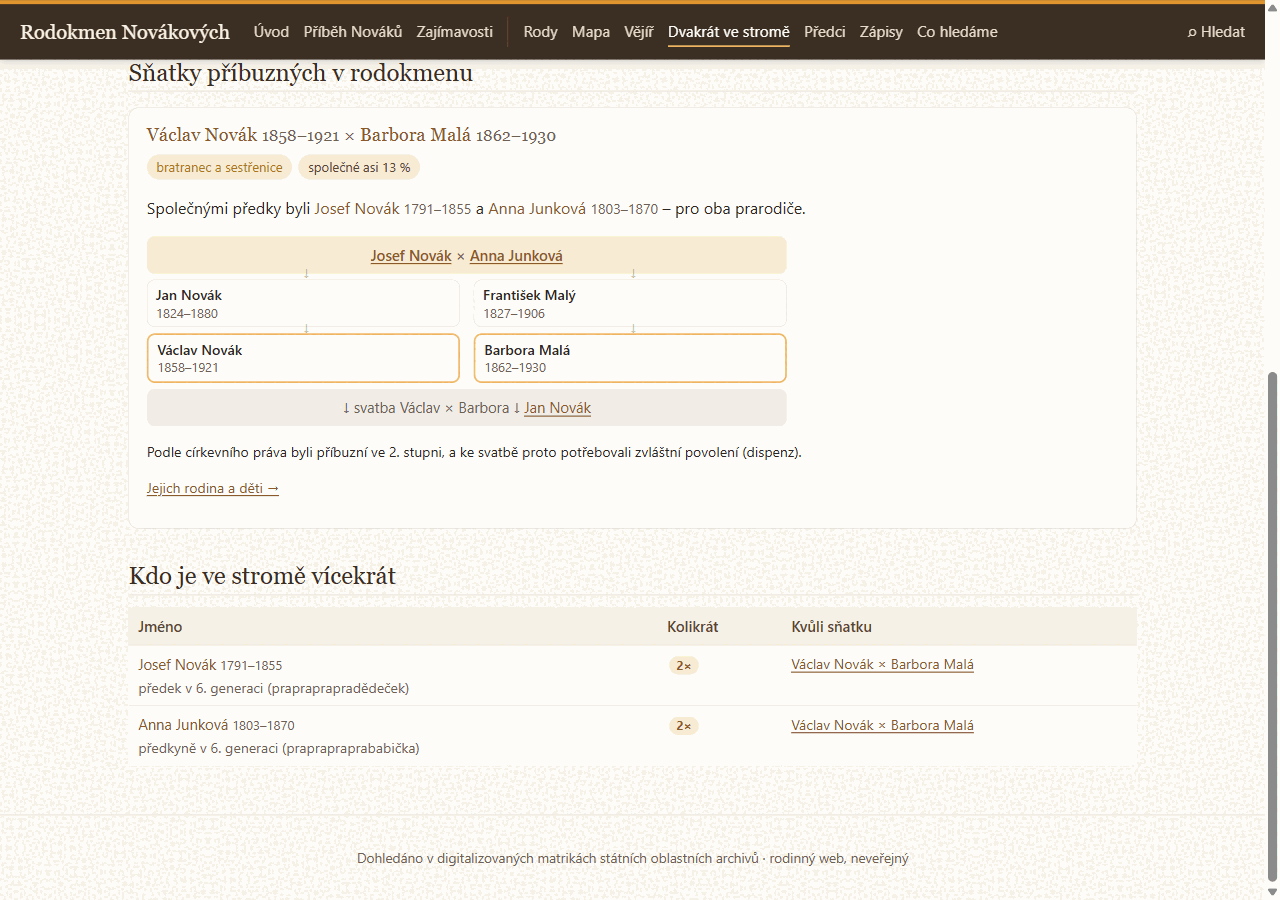 Rodokmen Novákových Úvod Příběh Nováků Zajímavosti Rody Mapa Vějíř Dvakrát ve stromě Předci Zápisy Co hledáme ⌕ Hledat
Sňatky příbuzných v rodokmenu
Václav Novák 1858–1921 × Barbora Malá 1862–1930
bratranec a sestřenice společné asi 13 %
Společnými předky byli Josef Novák 1791–1855 a Anna Junková 1803–1870 – pro oba prarodiče.
Josef Novák × Anna Junková
↓ ↓
Jan Novák František Malý
1824–1880 1827–1906
↓ ↓
Václav Novák Barbora Malá
1858–1921 1862–1930
↓ svatba Václav × Barbora ↓ Jan Novák
Podle církevního práva byli příbuzní ve 2. stupni, a ke svatbě proto potřebovali zvláštní povolení (dispenz).
Jejich rodina a děti →
Kdo je ve stromě vícekrát
Jméno Kolikrát Kvůli sňatku
Josef Novák 1791–1855 2× Václav Novák × Barbora Malá
předek v 6. generaci (prapraprapradědeček)
Anna Junková 1803–1870 2× Václav Novák × Barbora Malá
předkyně v 6. generaci (praprapraprababička)
Dohledáno v digitalizovaných matrikách státních oblastních archivů · rodinný web, neveřejný